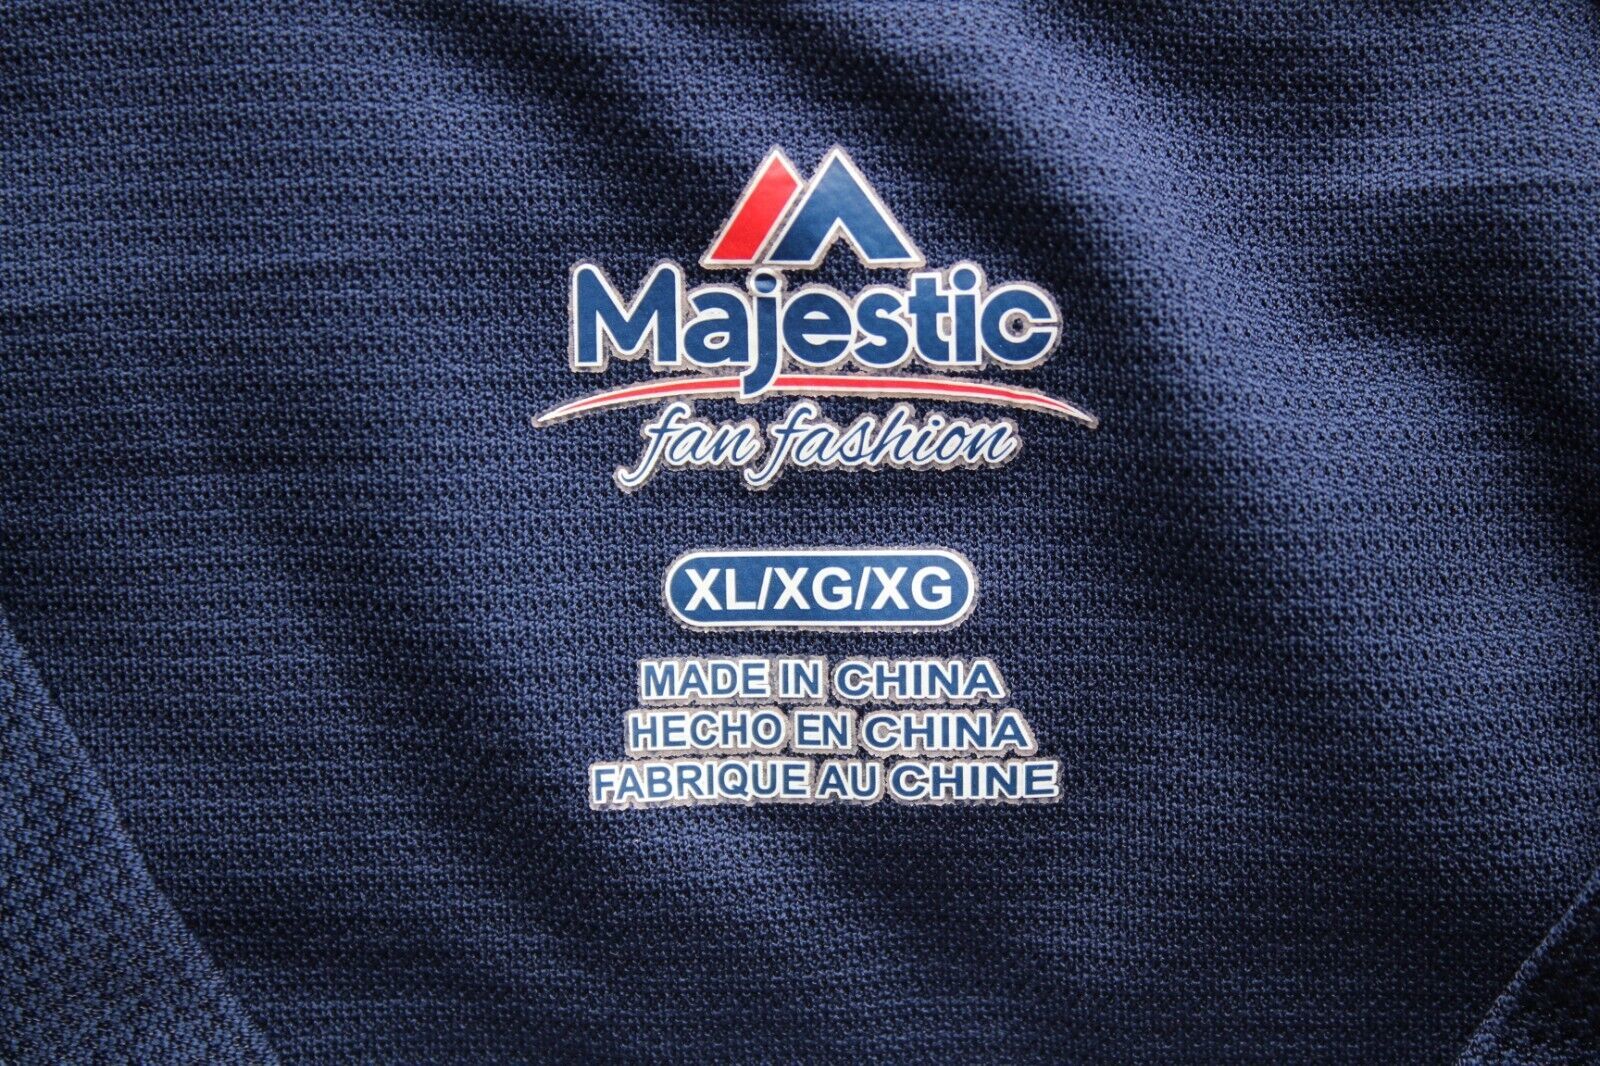 Majestic
fan fashion
XL/XG/XG
MADE IN CHINA
HECHO EN CHINA
FABRIQUE AU CHINE